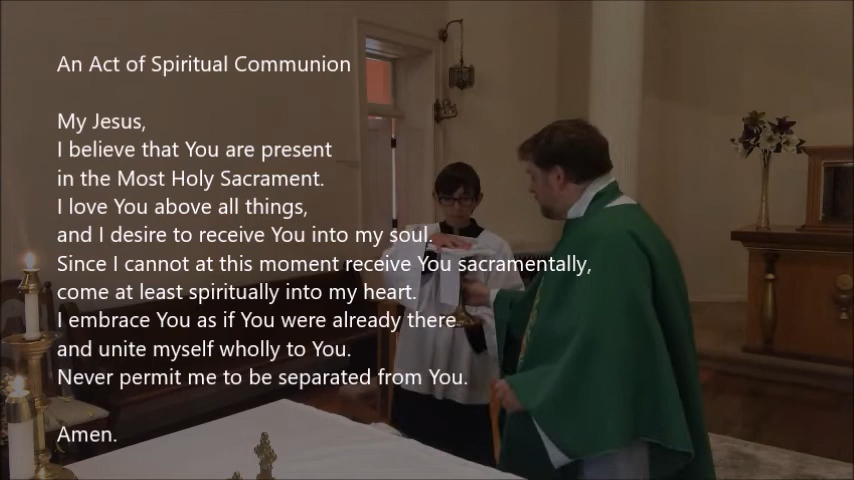 An Act of Spiritual Communion
My Jesus,
I believe that You are present
in the Most Holy Sacrament.
I love You above all things,
and I desire to receive You into my soul.
Since I cannot at this moment receive You sacramentally,
come at least spiritually into my heart.
I embrace You as if You were already there
and unite myself wholly to You.
Never permit me to be separated from You.
Amen.